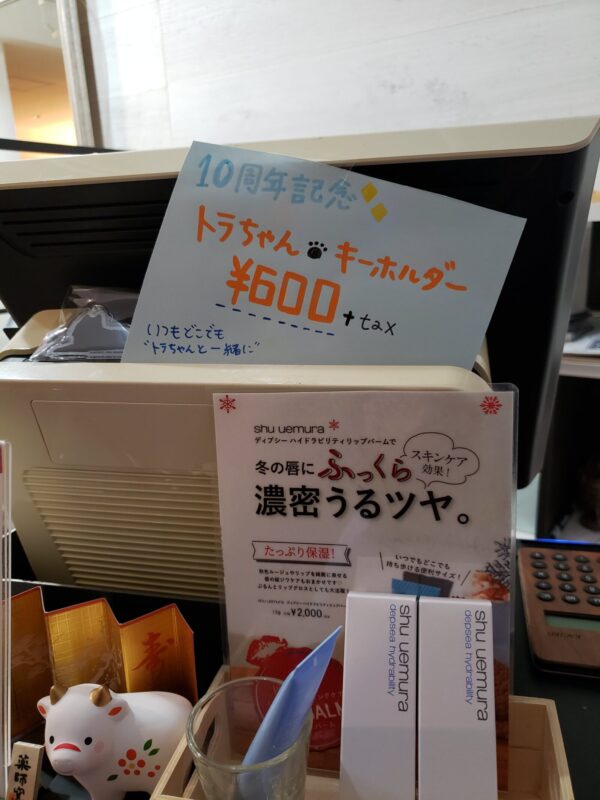 10周年記念
トラちゃん キーホルダー
¥600+tax
いつもどこでも
"トラちゃんと一緒に"
shu uemura
ディプシー ハイドラビリティリップバームで
冬の唇に ふっくら
スキンケア
効果!
濃密うるツヤ。
たっぷり保湿!
いつでもどこでも
持ち歩ける便利サイズ!
¥2,000
shu uemura
depsea hydrability
shu uemura
depsea hydrability
寿